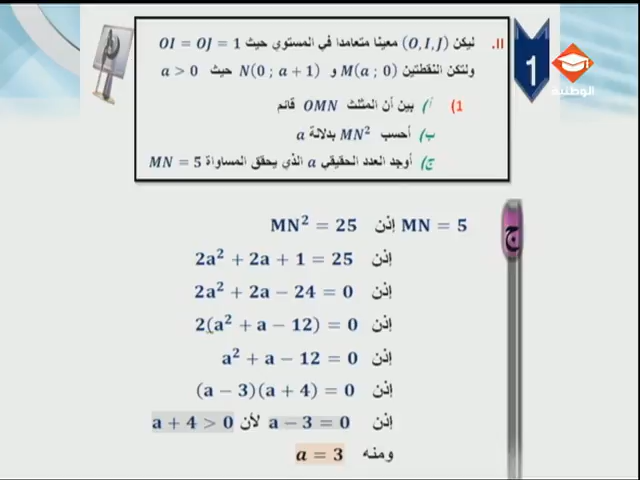 الوطنية
1
II. ليكن (O, I, J) معينا متعامدا في المستوي حيث OI = OJ = 1
ولتكن النقطتين M(a ; 0) و N(0 ; a + 1) حيث a > 0
1) أ) بين أن المثلث OMN قائم
ب) أحسب MN² بدلالة a
ج) أوجد العدد الحقيقي a الذي يحقق المساواة MN = 5
ج
MN = 5 إذن MN² = 25
إذن 2a² + 2a + 1 = 25
إذن 2a² + 2a − 24 = 0
إذن 2(a² + a − 12) = 0
إذن a² + a − 12 = 0
إذن (a − 3)(a + 4) = 0
إذن a − 3 = 0 لأن a + 4 > 0
ومنه a = 3